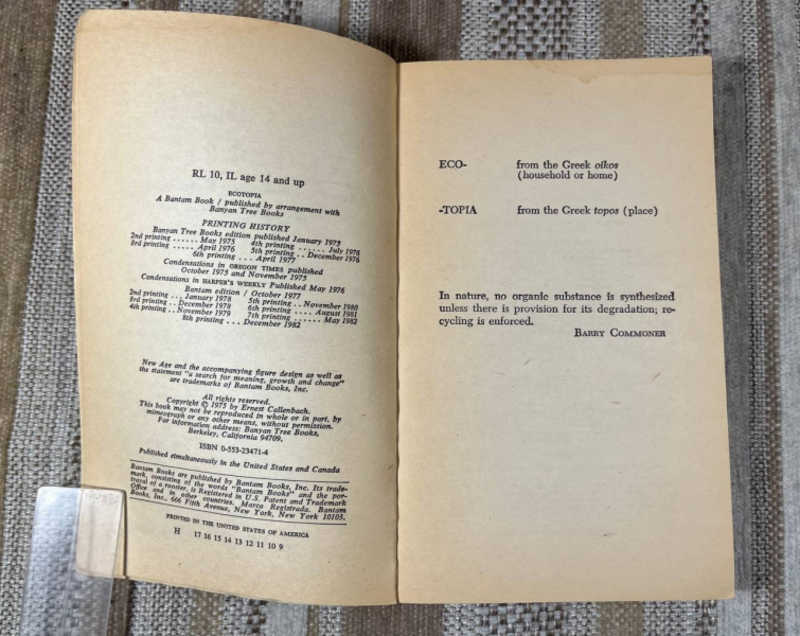 RL 10, IL age 14 and up
ECOTOPIA
A Bantam Book / published by arrangement with
Banyan Tree Books
PRINTING HISTORY
Banyan Tree Books edition published January 1975
2nd printing ...... May 1975 4th printing ....... July 1976
3rd printing ..... April 1976 5th printing .. December 1976
6th printing ... April 1977
Condensations in OREGON TIMES published
October 1975 and November 1975
Condensations in HARPER'S WEEKLY Published May 1976
Bantam edition / October 1977
2nd printing ... January 1978 5th printing .. November 1980
3rd printing .. December 1979 6th printing .... August 1981
4th printing .. November 1979 7th printing ...... May 1982
8th printing ... December 1982
New Age and the accompanying figure design as well as
the statement "a search for meaning, growth and change"
are trademarks of Bantam Books, Inc.
All rights reserved.
Copyright © 1975 by Ernest Callenbach.
This book may not be reproduced in whole or in part, by
mimeograph or any other means, without permission.
For information address: Banyan Tree Books,
Berkeley, California 94709.
ISBN 0-553-23471-4
Published simultaneously in the United States and Canada
Bantam Books are published by Bantam Books, Inc. Its trade-
mark, consisting of the words "Bantam Books" and the por-
trayal of a rooster, is Registered in U.S. Patent and Trademark
Office and in other countries. Marca Registrada. Bantam
Books, Inc., 666 Fifth Avenue, New York, New York 10103.
PRINTED IN THE UNITED STATES OF AMERICA
H 17 16 15 14 13 12 11 10 9
ECO- from the Greek oikos
(household or home)
-TOPIA from the Greek topos (place)
In nature, no organic substance is synthesized
unless there is provision for its degradation; re-
cycling is enforced.
BARRY COMMONER